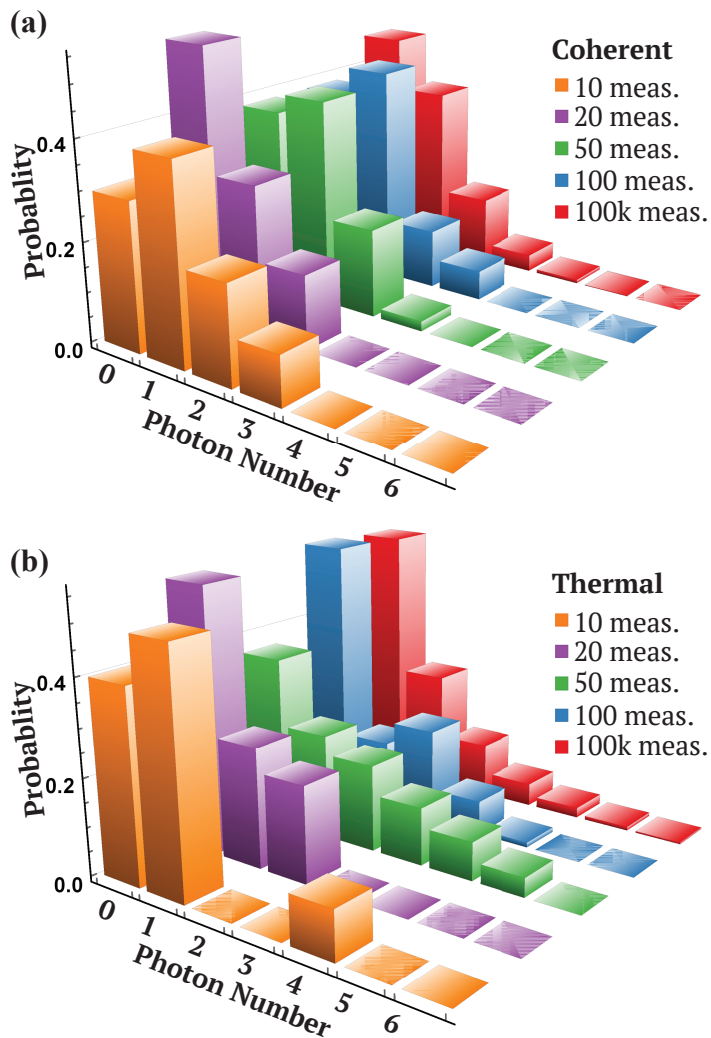 (a)
Coherent
10 meas.
20 meas.
50 meas.
100 meas.
100k meas.
Probablity
0.4
0.2
0.0
0
1
2
3
4
5
6
Photon Number
(b)
Thermal
10 meas.
20 meas.
50 meas.
100 meas.
100k meas.
Probablity
0.4
0.2
0.0
0
1
2
3
4
5
6
Photon Number